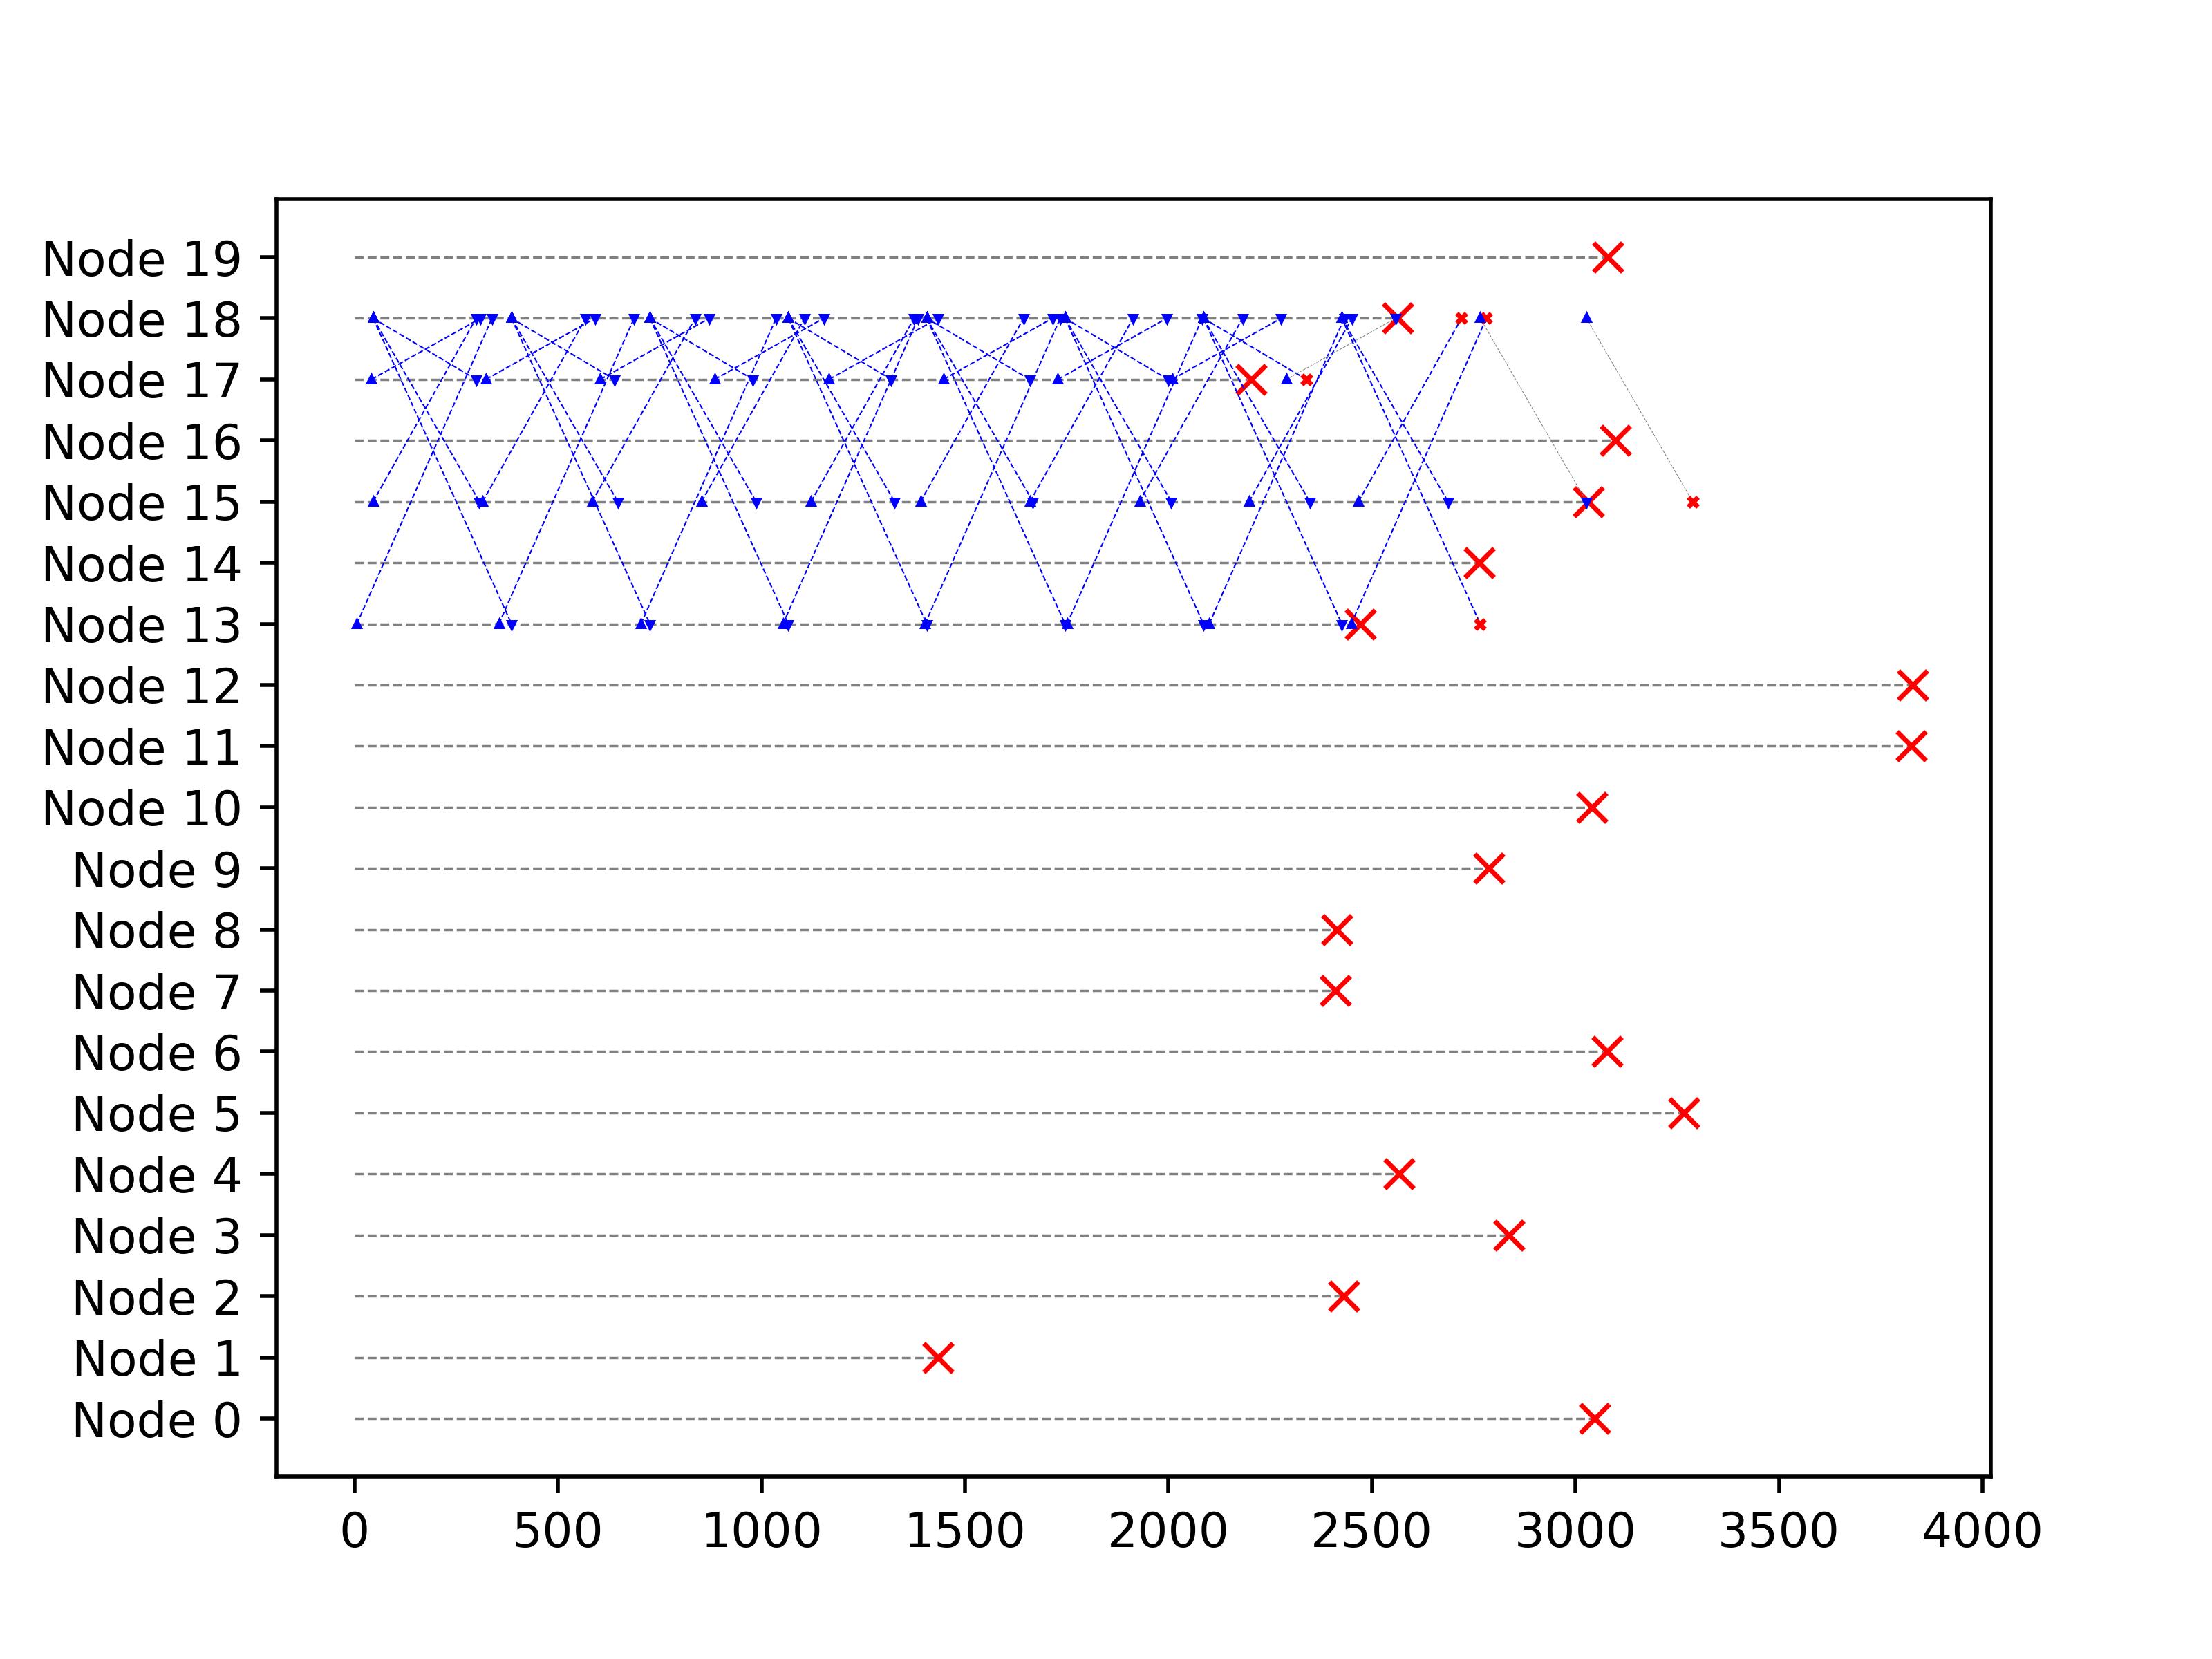 Node 19
Node 18
Node 17
Node 16
Node 15
Node 14
Node 13
Node 12
Node 11
Node 10
Node 9
Node 8
Node 7
Node 6
Node 5
Node 4
Node 3
Node 2
Node 1
Node 0
0 500 1000 1500 2000 2500 3000 3500 4000